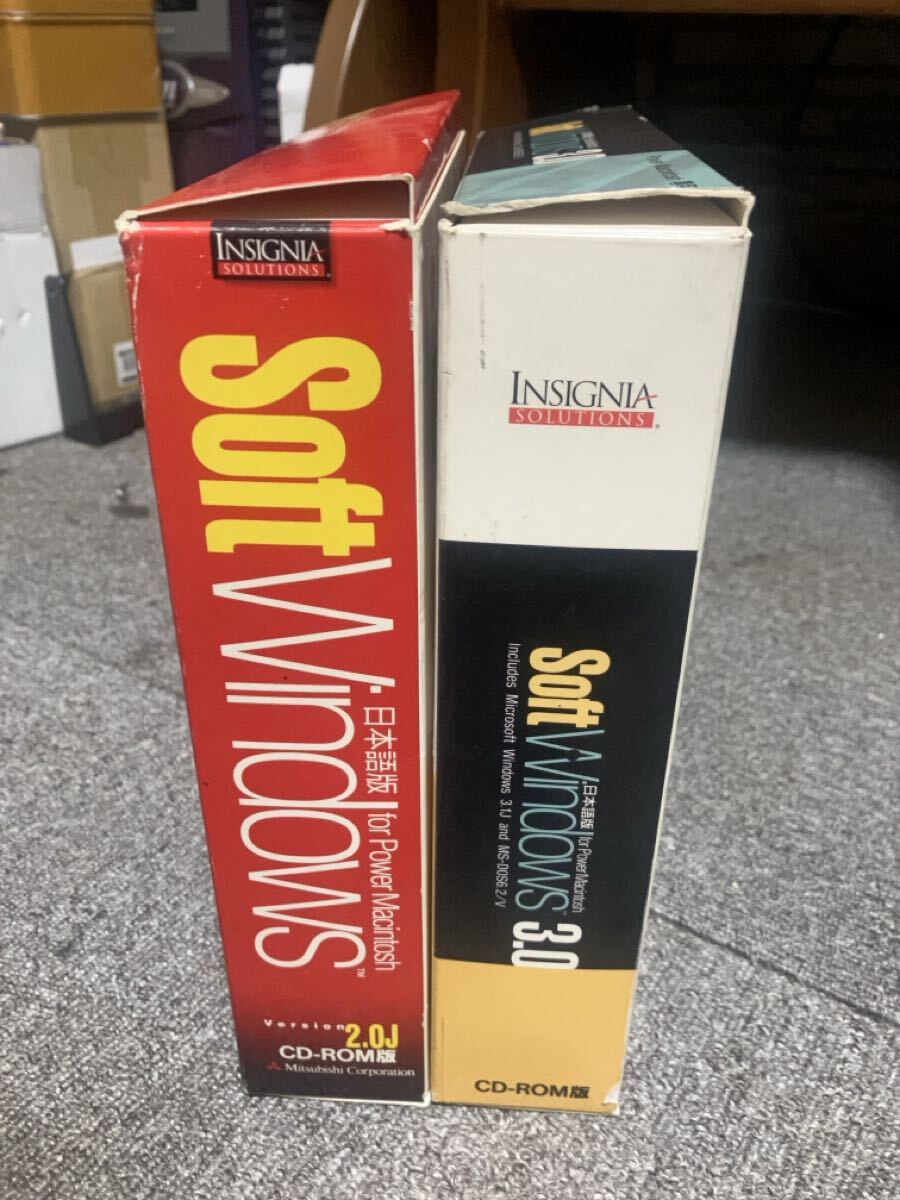 INSIGNIA
SOLUTIONS®
SoftWindows™
日本語版 for Power Macintosh
Version 2.0J
CD-ROM版
Mitsubishi Corporation
INSIGNIA
SOLUTIONS®
日本語版 for Power Macintosh
SoftWindows™ 3.0
Includes Microsoft Windows 3.1J and MS-DOS6.2/V
CD-ROM版